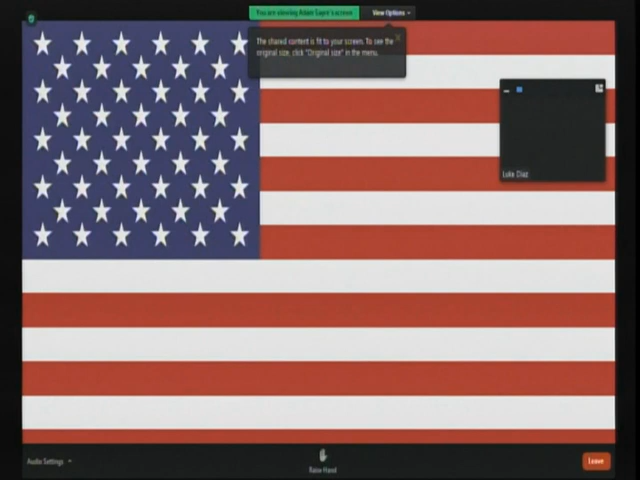 You are viewing Adam Sayre's screen
View Options
The shared content is fit to your screen. To see the
original size, click "Original size" in the menu.
Luke Diaz
Audio Settings
Raise Hand
Leave